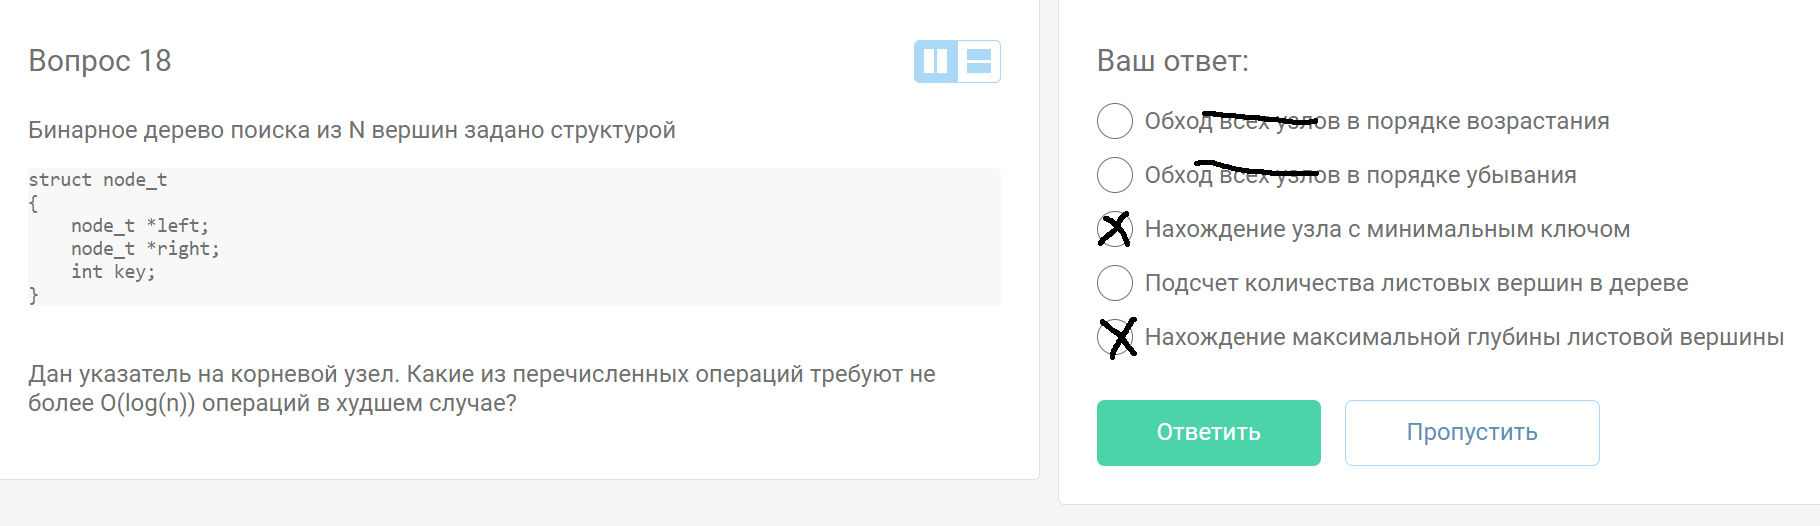 Вопрос 18
Бинарное дерево поиска из N вершин задано структурой
struct node_t
{
    node_t *left;
    node_t *right;
    int key;
}
Дан указатель на корневой узел. Какие из перечисленных операций требуют не
более O(log(n)) операций в худшем случае?
Ваш ответ:
Обход всех узлов в порядке возрастания
Обход всех узлов в порядке убывания
Нахождение узла с минимальным ключом
Подсчет количества листовых вершин в дереве
Нахождение максимальной глубины листовой вершины
Ответить
Пропустить